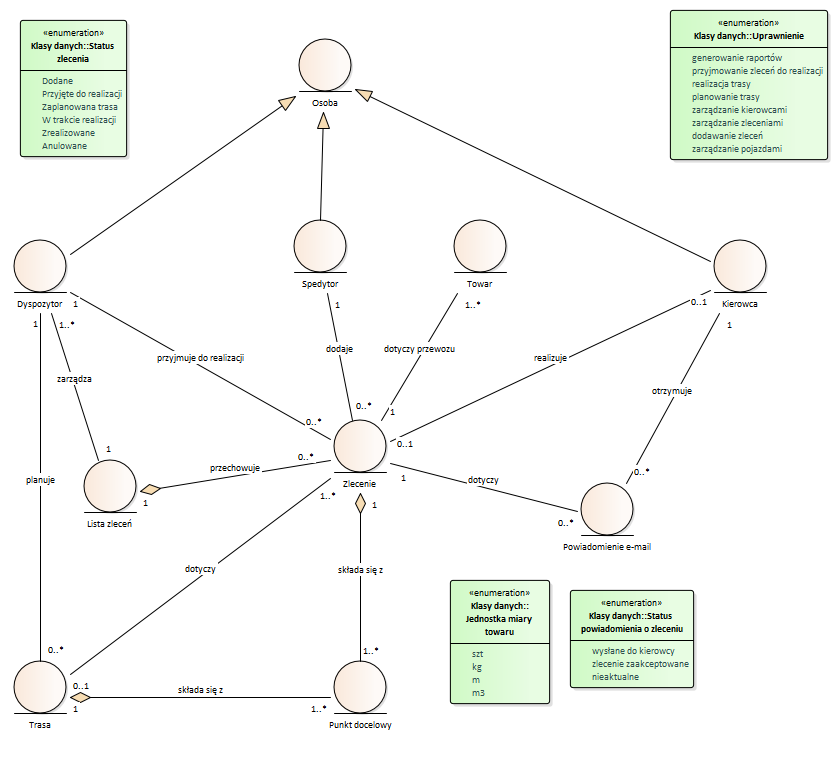 «enumeration»
Klasy danych::Status
zlecenia
Dodane
Przyjęte do realizacji
Zaplanowana trasa
W trakcie realizacji
Zrealizowane
Anulowane
«enumeration»
Klasy danych::Uprawnienie
generowanie raportów
przyjmowanie zleceń do realizacji
realizacja trasy
planowanie trasy
zarządzanie kierowcami
zarządzanie zleceniami
dodawanie zleceń
zarządzanie pojazdami
Osoba
Dyspozytor
Spedytor
Towar
Kierowca
1
1
1..*
0..1
1
1..*
1
dodaje
dotyczy przewozu
przyjmuje do realizacji
realizuje
zarządza
otrzymuje
0..*
1
0..*
0..1
1
0..*
przechowuje
0..*
planuje
1
Zlecenie
1
dotyczy
1..*
1
0..*
Lista zleceń
Powiadomienie e-mail
dotyczy
składa się z
«enumeration»
Klasy danych::
Jednostka miary
towaru
szt
kg
m
m3
«enumeration»
Klasy danych::Status
powiadomienia o zleceniu
wysłane do kierowcy
zlecenie zaakceptowane
nieaktualne
0..*
1..*
0..1
składa się z
1
1..*
Trasa
Punkt docelowy